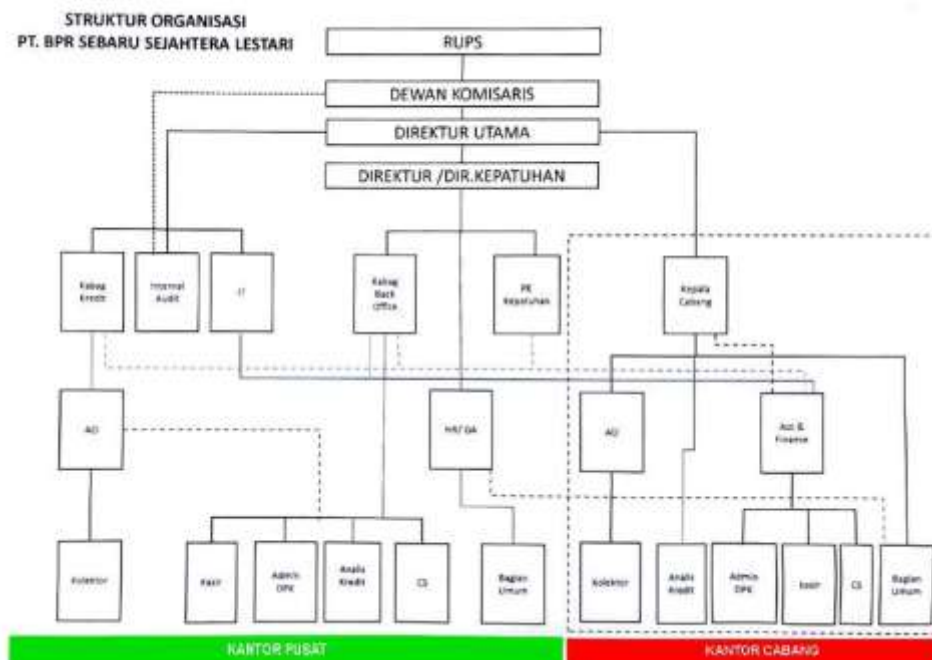 STRUKTUR ORGANISASI
PT. BPR SEBARU SEJAHTERA LESTARI
RUPS
DEWAN KOMISARIS
DIREKTUR UTAMA
DIREKTUR /DIR.KEPATUHAN
Kabag
Kredit
Internal
Audit
IT
Kabag
Back
Office
PE
Kepatuhan
Kepala
Cabang
AO
HR/ GA
AO
Acc &
Finance
Kolektor
Kasir
Admin
DPK
Analis
Kredit
CS
Bagian
Umum
Kolektor
Analis
Kredit
Admin
DPK
kasir
CS
Bagian
Umum
KANTOR PUSAT
KANTOR CABANG